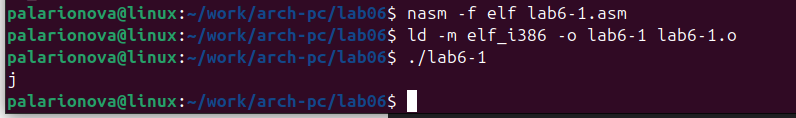 palarionova@linux:~/work/arch-pc/lab06$ nasm -f elf lab6-1.asm
palarionova@linux:~/work/arch-pc/lab06$ ld -m elf_i386 -o lab6-1 lab6-1.o
palarionova@linux:~/work/arch-pc/lab06$ ./lab6-1
j
palarionova@linux:~/work/arch-pc/lab06$